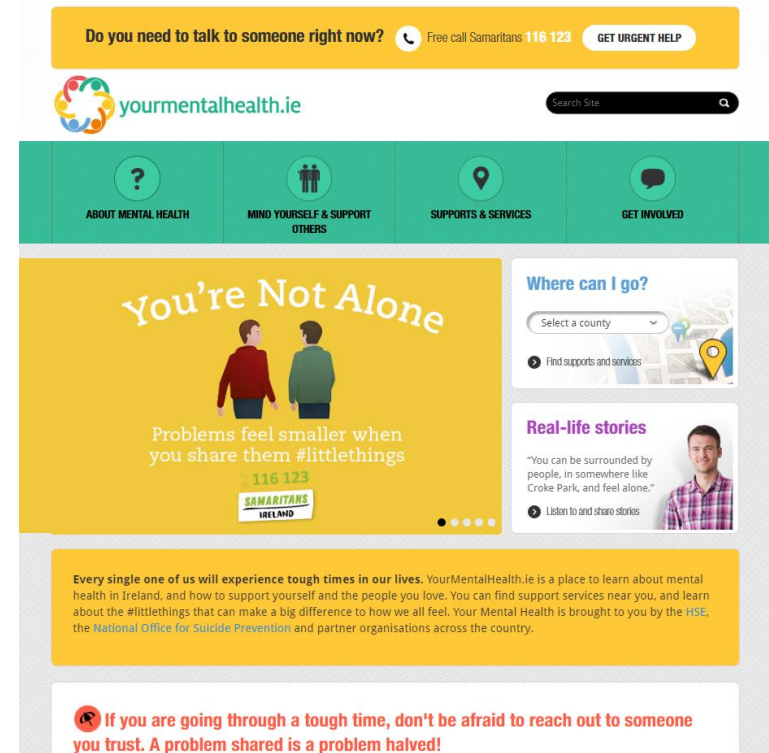 Do you need to talk to someone right now?
Free call Samaritans 116 123
GET URGENT HELP
yourmentalhealth.ie
Search Site
ABOUT MENTAL HEALTH
MIND YOURSELF & SUPPORT
OTHERS
SUPPORTS & SERVICES
GET INVOLVED
You're Not Alone
Problems feel smaller when
you share them #littlethings
116 123
SAMARITANS
IRELAND
Where can I go?
Select a county
Find supports and services
Real-life stories
“You can be surrounded by
people, in somewhere like
Croke Park, and feel alone.”
Listen to and share stories
Every single one of us will experience tough times in our lives. YourMentalHealth.ie is a place to learn about mental
health in Ireland, and how to support yourself and the people you love. You can find support services near you, and learn
about the #littlethings that can make a big difference to how we all feel. Your Mental Health is brought to you by the HSE,
the National Office for Suicide Prevention and partner organisations across the country.
If you are going through a tough time, don't be afraid to reach out to someone
you trust. A problem shared is a problem halved!